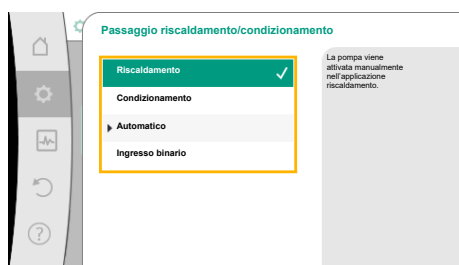 Passaggio riscaldamento/condizionamento
Riscaldamento
Condizionamento
Automatico
Ingresso binario
La pompa viene
attivata manualmente
nell'applicazione
riscaldamento.
?